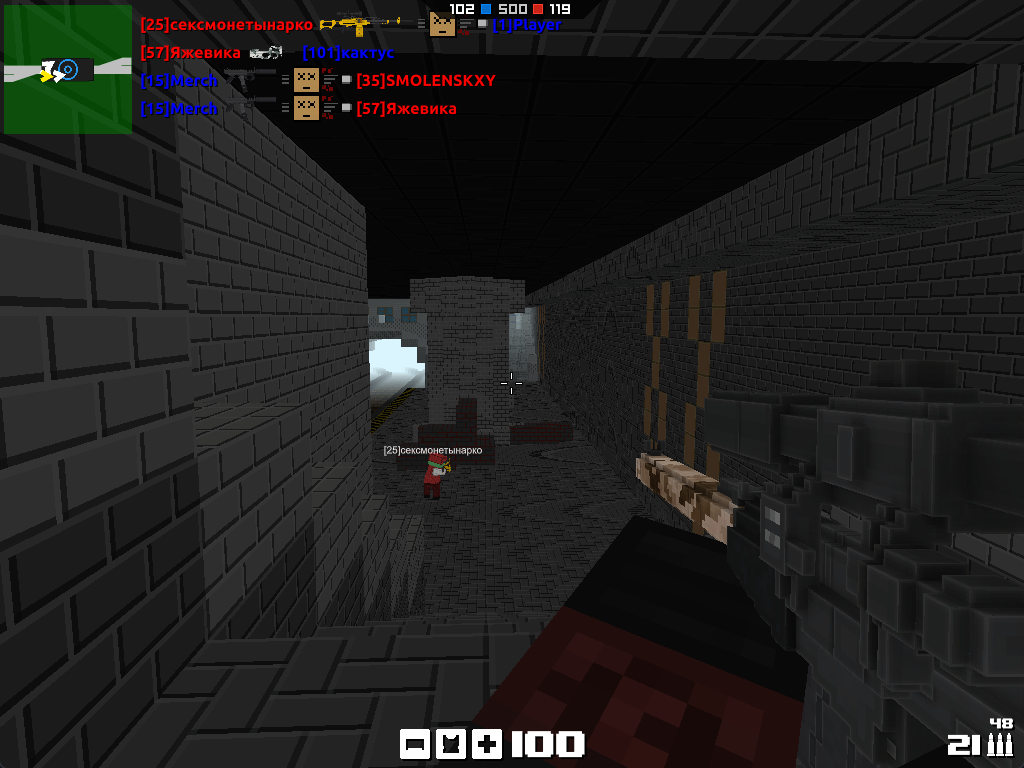 102 500 119
[25]сексмонетынарко [1]Player
[57]Яжевика [101]кактус
[15]Merch [35]SMOLENSKXY
[15]Merch [57]Яжевика
[25]сексмонетынарко
48
100 21